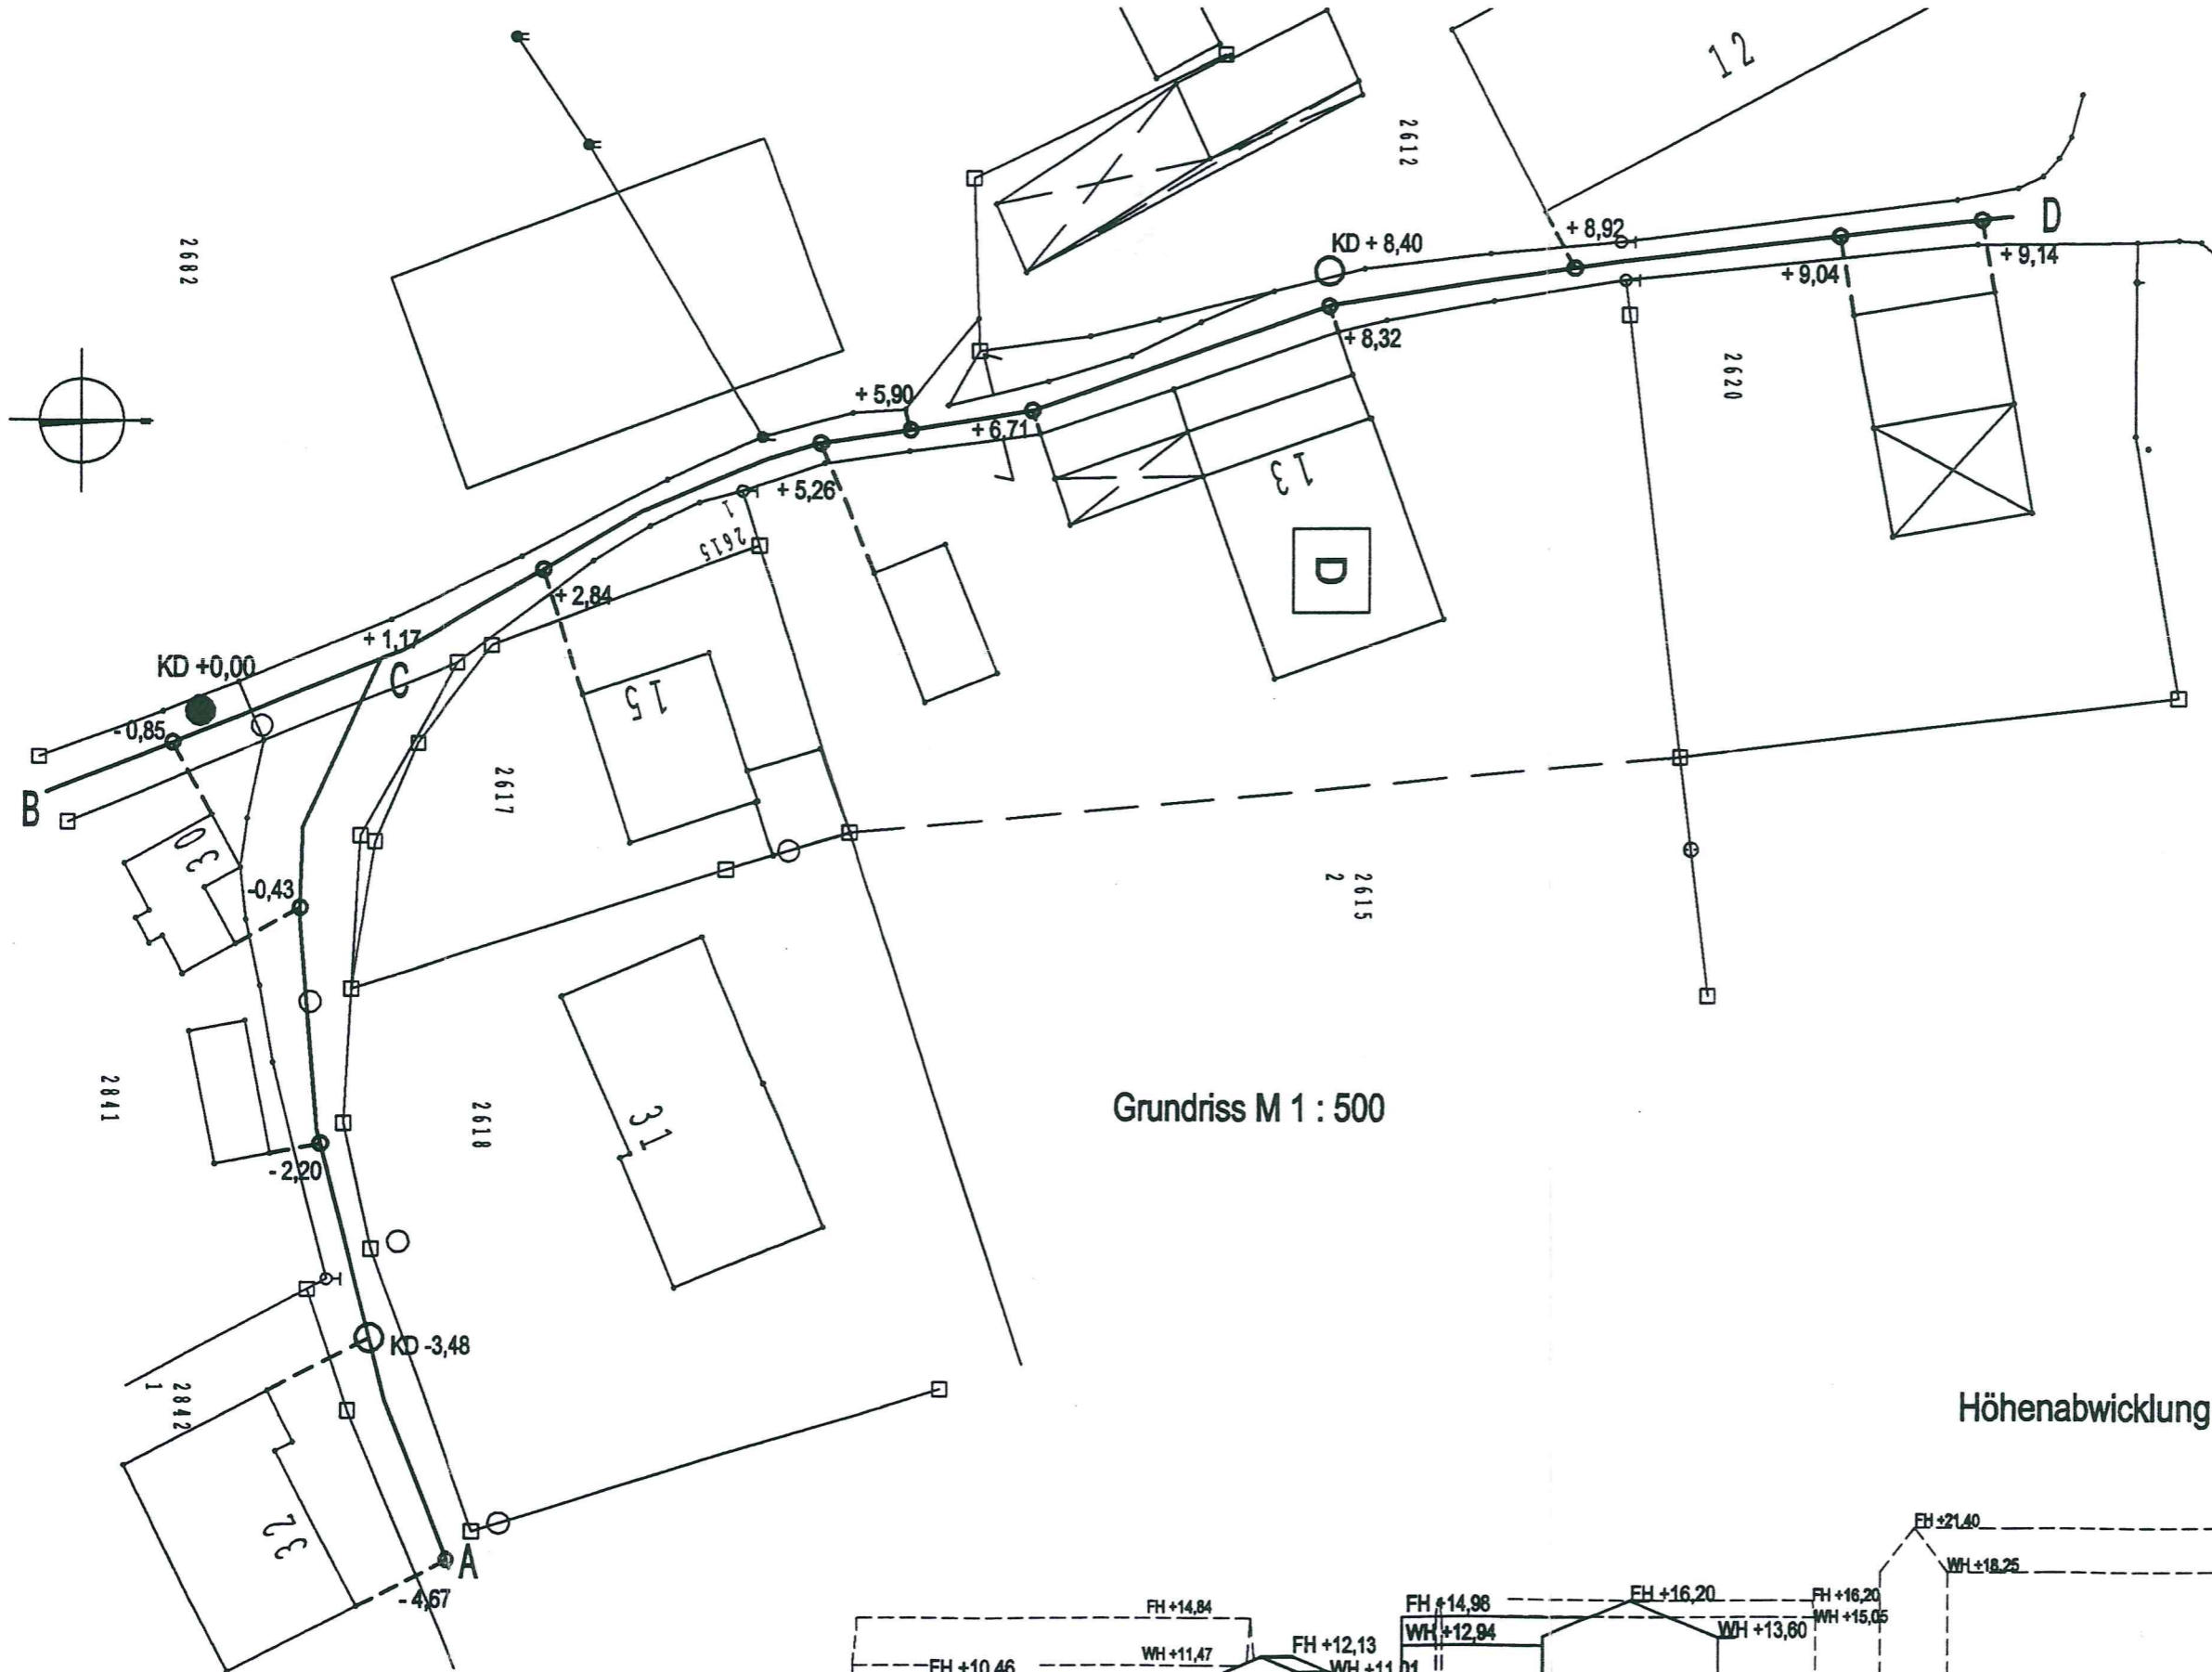 12
2612
2682
D
+ 8,92
KD + 8,40
+ 9,14
+ 9,04
+ 8,32
2620
+ 5,90
+ 6,71
7
13
+ 5,26
1
2615
D
+ 2,84
+ 1,17
KD +0,00
C
15
- 0,85
2617
B
30
-0,43
2615
2
2841
2618
31
Grundriss M 1 : 500
- 2,20
KD -3,48
2842
1
Höhenabwicklung
32
A
- 4,67
FH +21,40
WH +18,25
FH +14,84
FH +14,98
FH +16,20
FH +16,20
WH +15,05
WH +12,94
WH +13,60
FH +12,13
WH +11,47
WH +11,01
FH +10,46